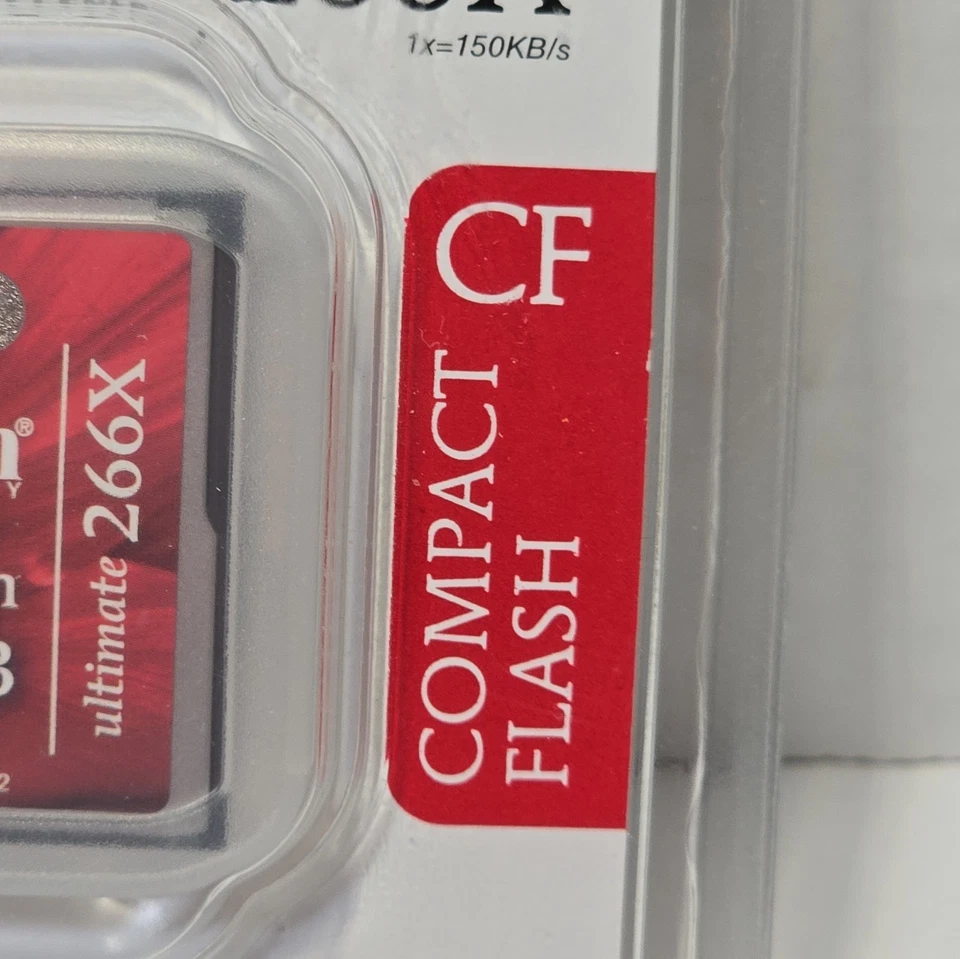 1x=150KB/s
CF
COMPACT
FLASH
ultimate 266X